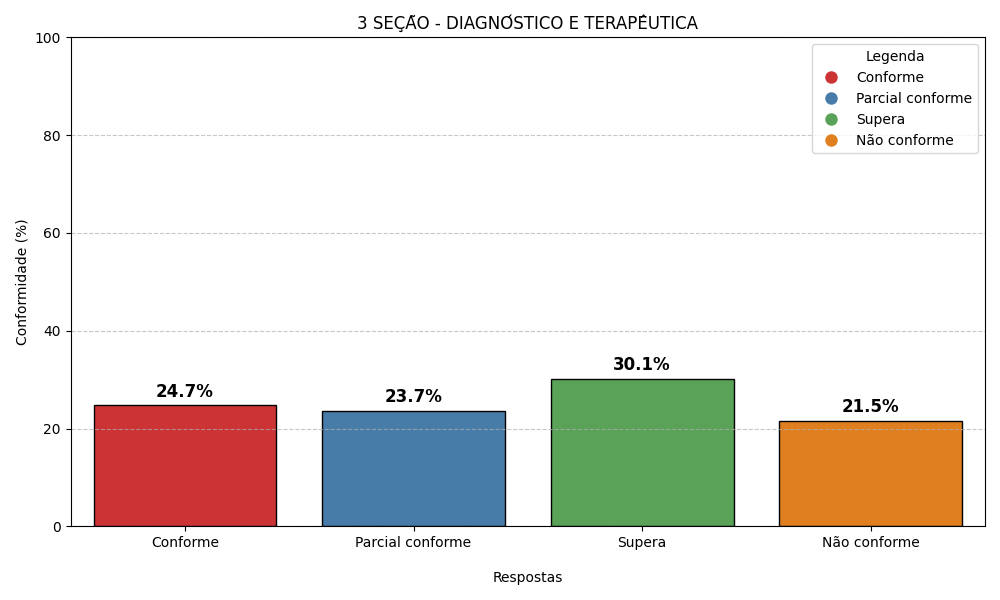 3 SEÇÃO - DIAGNÓSTICO E TERAPÊUTICA
100
80
60
40
20
0
Conformidade (%)
Legenda
Conforme
Parcial conforme
Supera
Não conforme
24.7%
23.7%
30.1%
21.5%
Conforme
Parcial conforme
Supera
Não conforme
Respostas